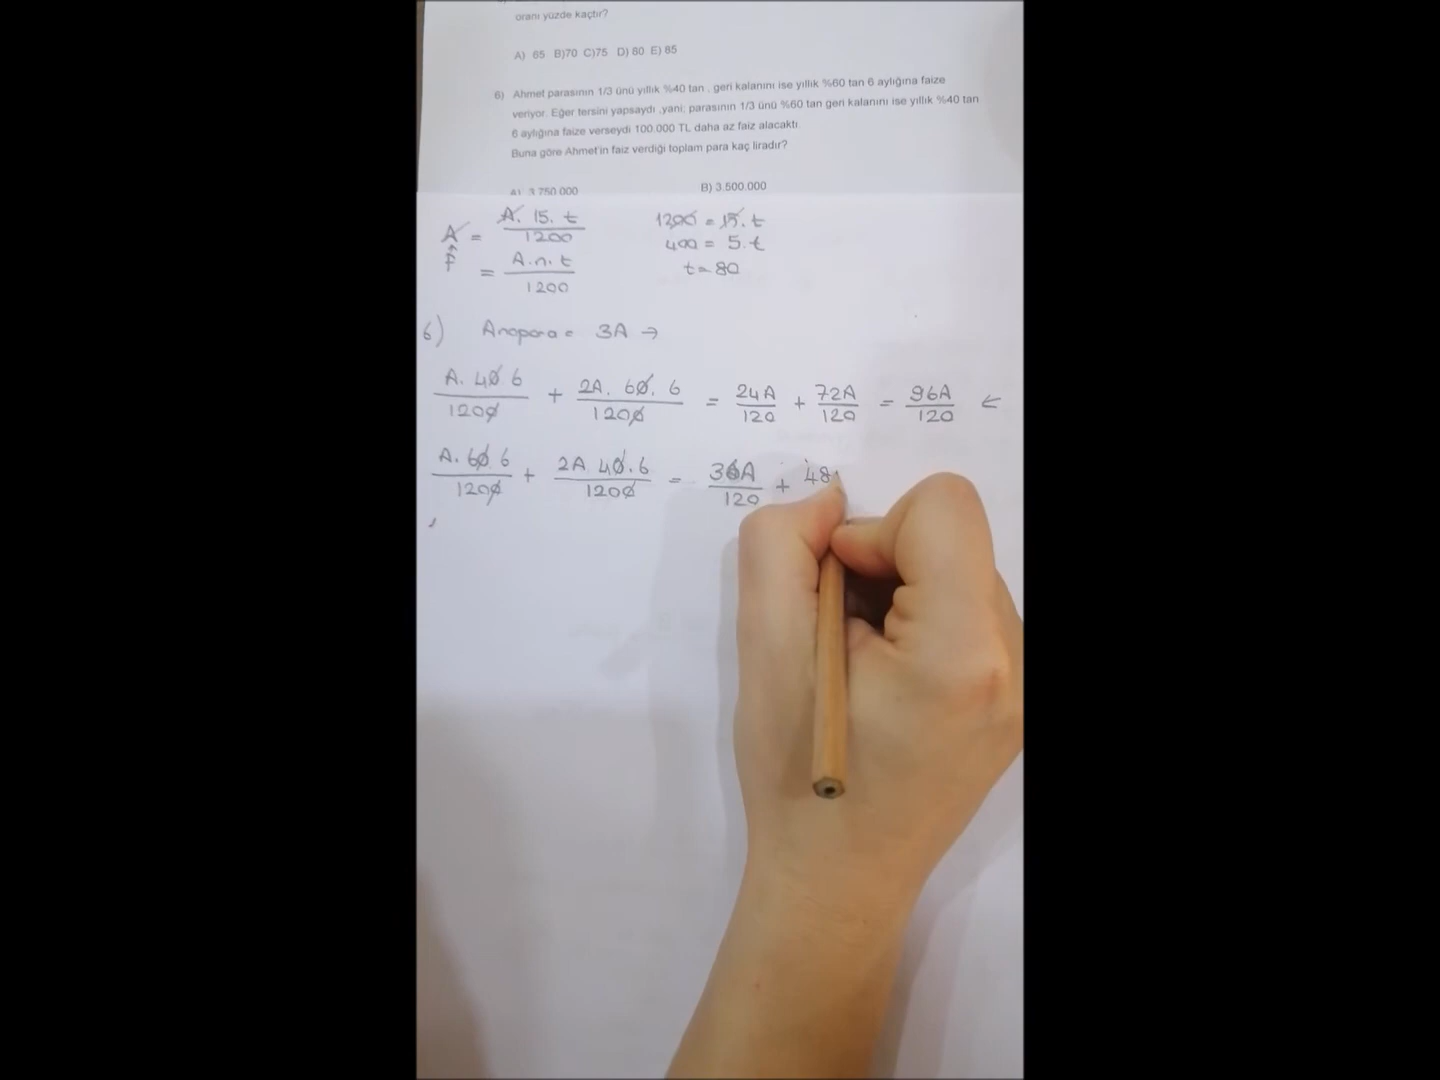 oranı yüzde kaçtır?
A) 65 B)70 C)75 D) 80 E) 85
6) Ahmet parasının 1/3 ünü yıllık %40 tan , geri kalanını ise yıllık %60 tan 6 aylığına faize
veriyor. Eğer tersini yapsaydı ,yani; parasının 1/3 ünü %60 tan geri kalanını ise yıllık %40 tan
6 aylığına faize verseydi 100.000 TL daha az faiz alacaktı.
Buna göre Ahmet'in faiz verdiği toplam para kaç liradır?
A) 3.750.000 B) 3.500.000
A = A. 15. t / 1200
F = A.n.t / 1200
1200 = 15. t
400 = 5.t
t = 80
6) Anapara = 3A →
A. 40 6 / 1200 + 2A. 60. 6 / 1200 = 24A / 120 + 72A / 120 = 96A / 120 ←
A. 60 6 / 1200 + 2A 40.6 / 1200 = 36A / 120 + 48